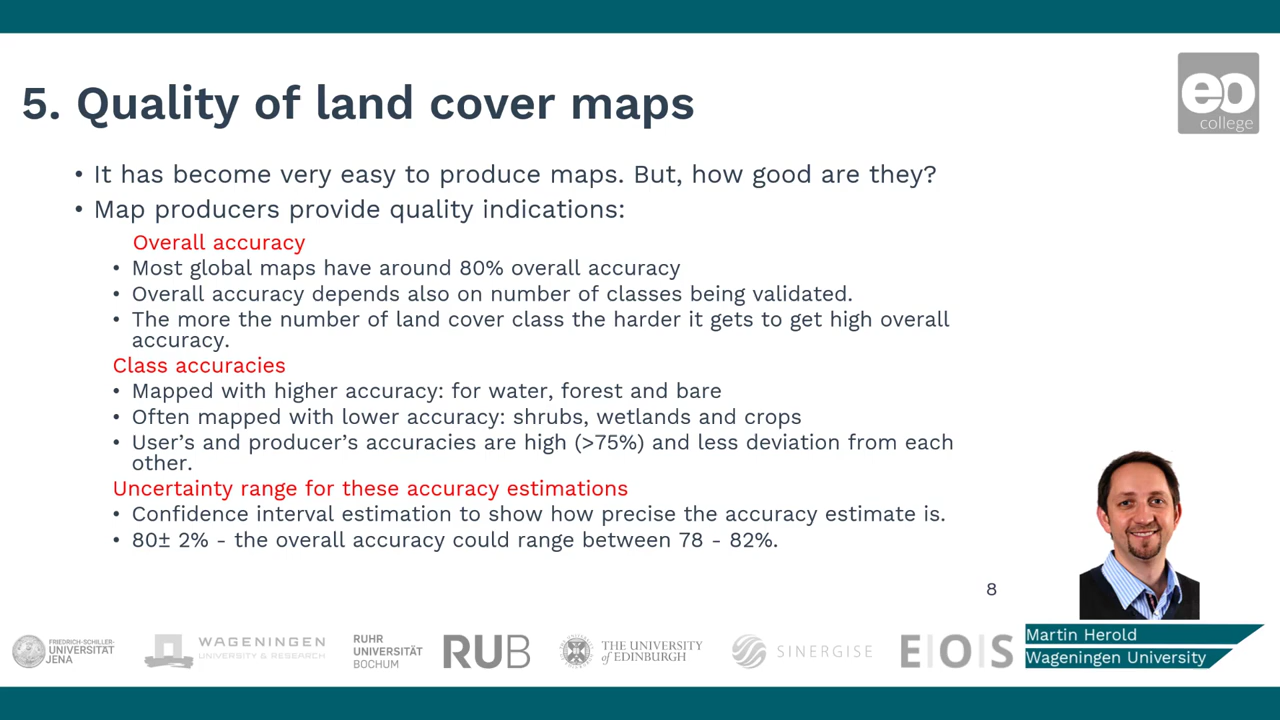 5. Quality of land cover maps
eo
college
• It has become very easy to produce maps. But, how good are they?
• Map producers provide quality indications:
Overall accuracy
• Most global maps have around 80% overall accuracy
• Overall accuracy depends also on number of classes being validated.
• The more the number of land cover class the harder it gets to get high overall
accuracy.
Class accuracies
• Mapped with higher accuracy: for water, forest and bare
• Often mapped with lower accuracy: shrubs, wetlands and crops
• User’s and producer’s accuracies are high (>75%) and less deviation from each
other.
Uncertainty range for these accuracy estimations
• Confidence interval estimation to show how precise the accuracy estimate is.
• 80± 2% - the overall accuracy could range between 78 - 82%.
8
FRIEDRICH-SCHILLER-
UNIVERSITÄT
JENA
WAGENINGEN
UNIVERSITY & RESEARCH
RUHR
UNIVERSITÄT
BOCHUM
RUB
THE UNIVERSITY
of EDINBURGH
SINERGISE
E|O|S
Martin Herold
Wageningen University